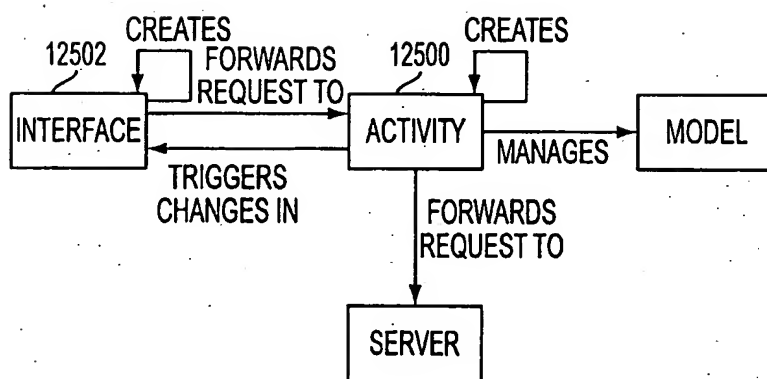 CREATES
12502
FORWARDS
REQUEST TO
INTERFACE
TRIGGERS
CHANGES IN
CREATES
12500
ACTIVITY
MANAGES
MODEL
FORWARDS
REQUEST TO
SERVER